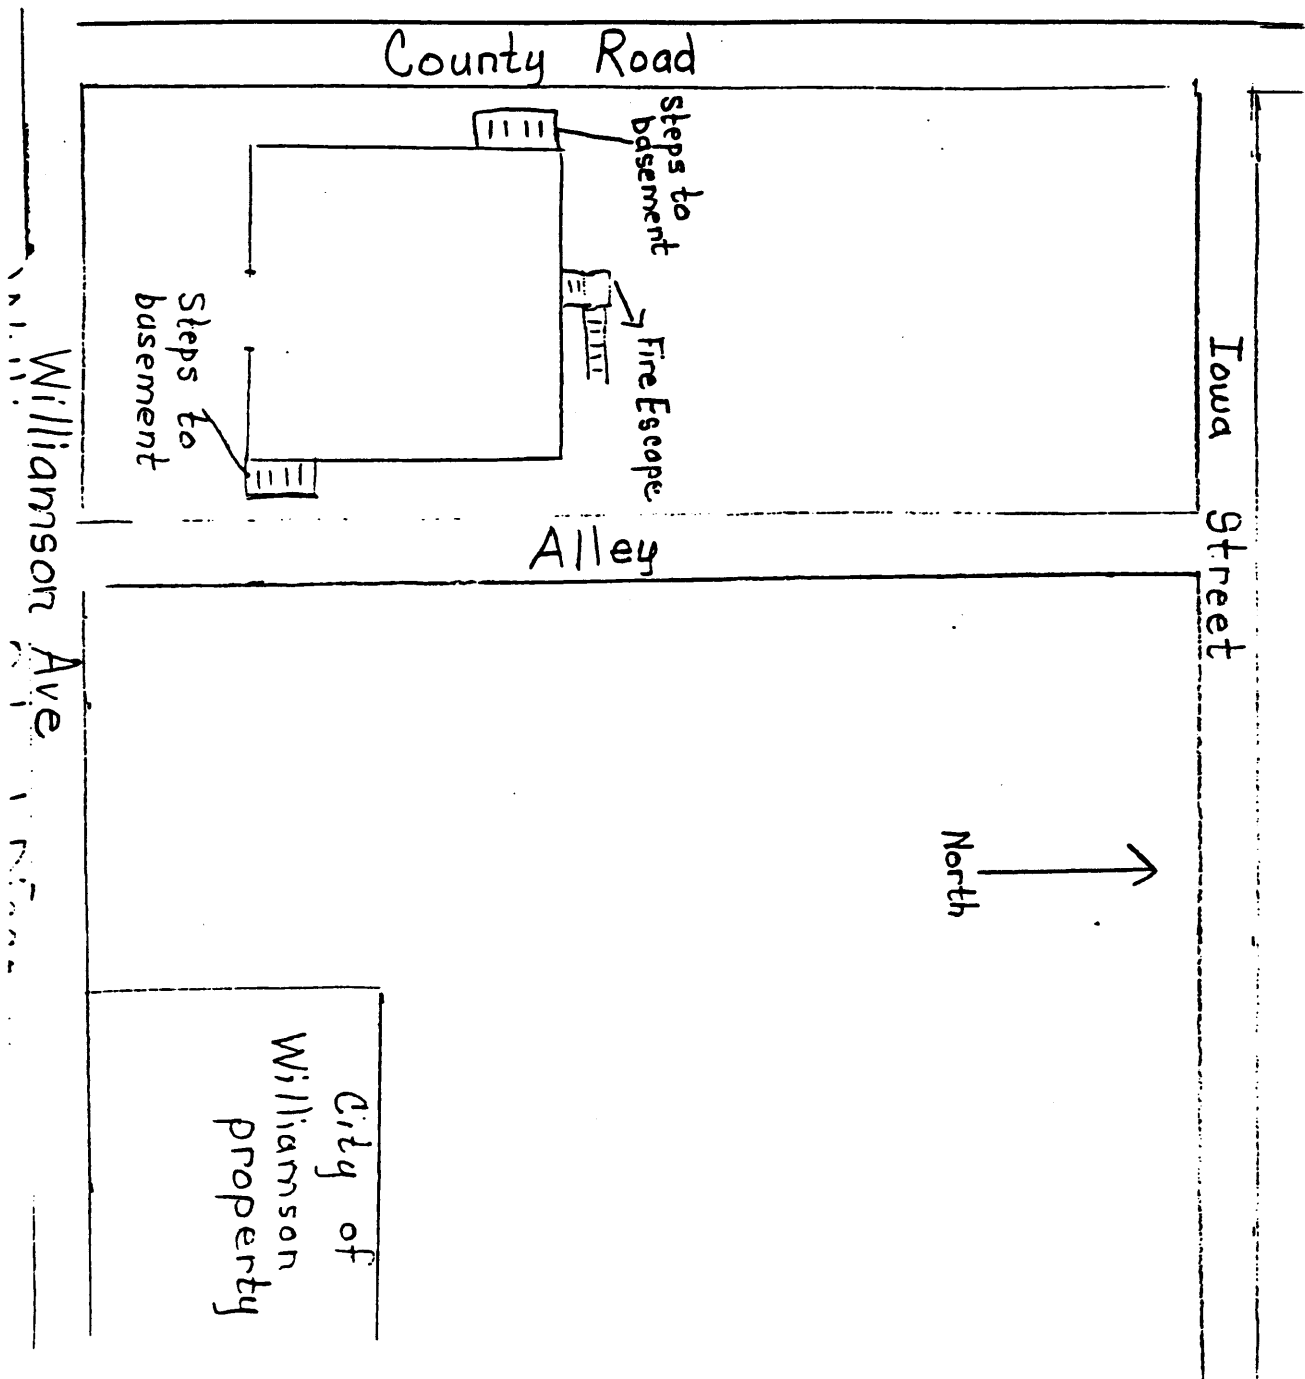 County Road
Steps to
basement
Fire Escape
Steps to
basement
Iowa Street
Alley
Williamson Ave
North
City of
Williamson
property